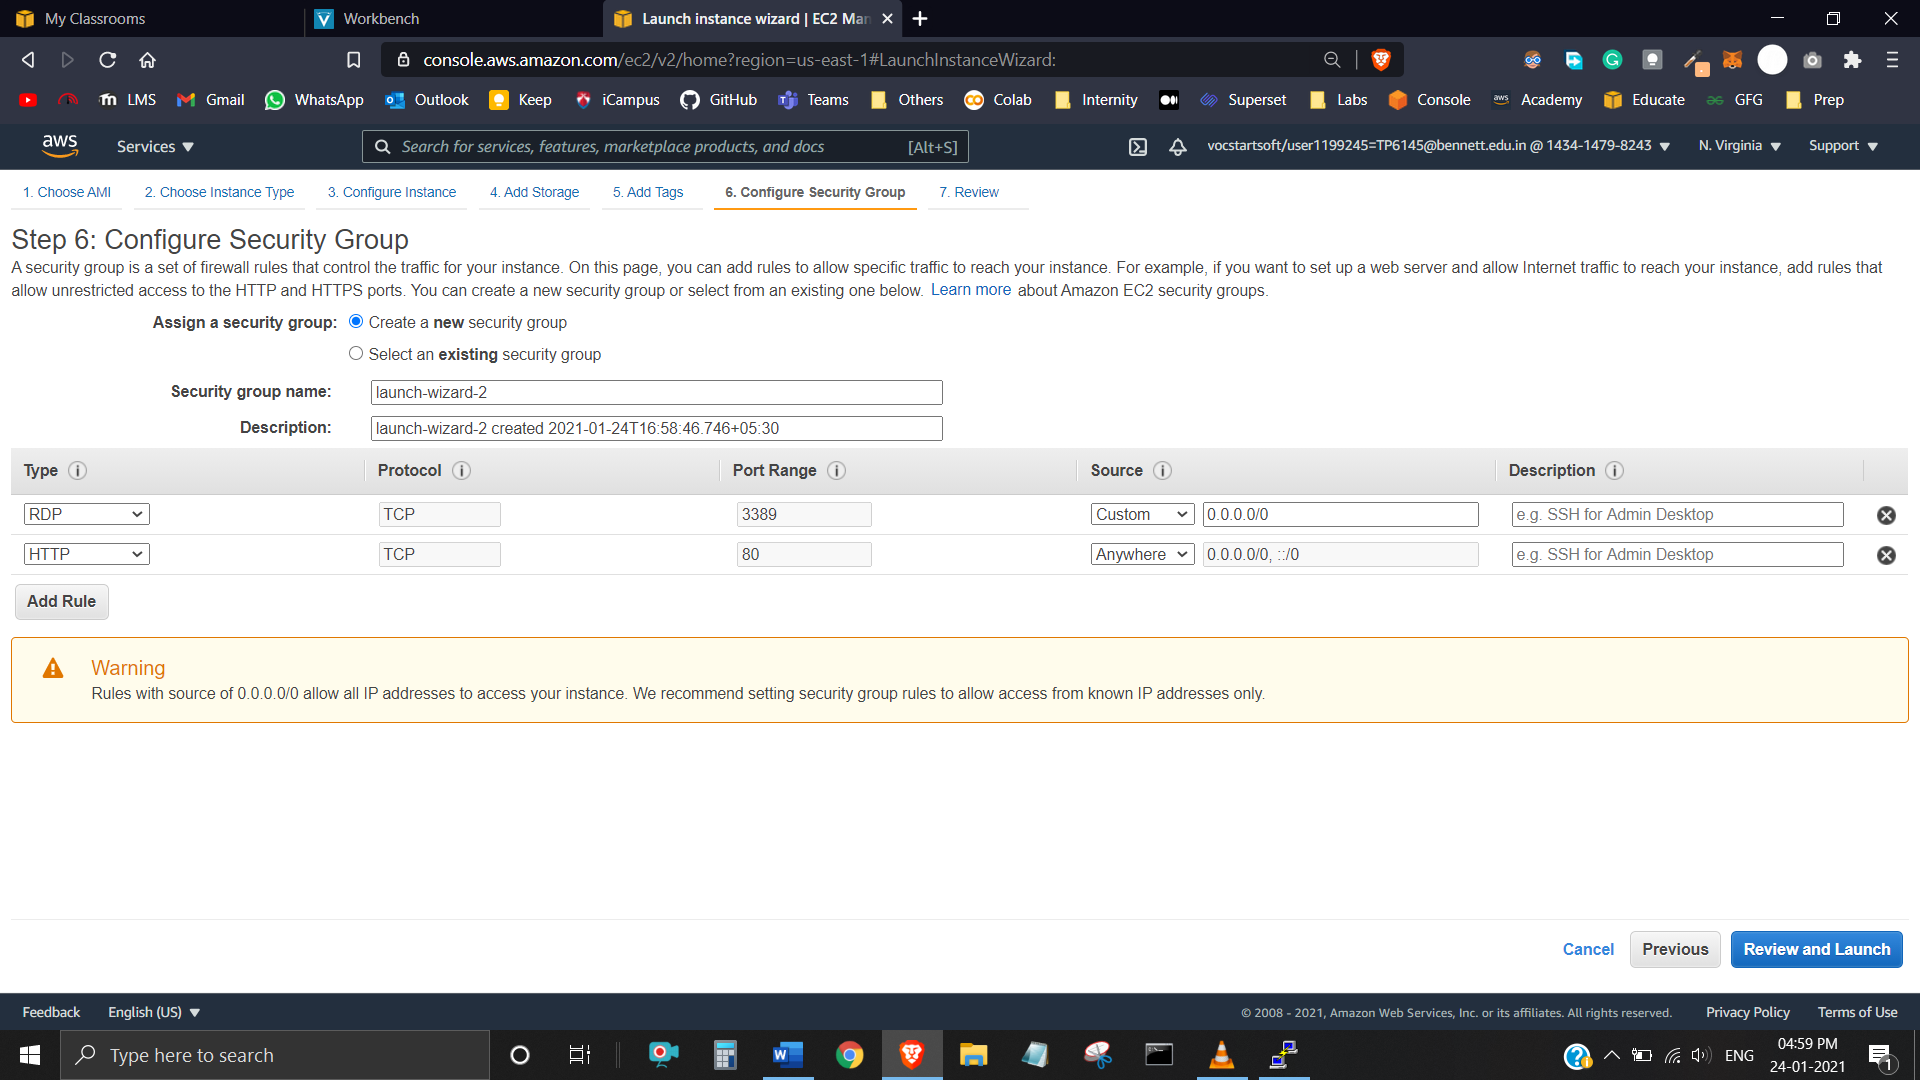 My Classrooms
Workbench
Launch instance wizard | EC2 Man
console.aws.amazon.com/ec2/v2/home?region=us-east-1#LaunchInstanceWizard:
LMS Gmail WhatsApp Outlook Keep iCampus GitHub Teams Others Colab Internity Superset Labs Console aws Academy Educate GFG Prep
aws Services Search for services, features, marketplace products, and docs [Alt+S] vocstartsoft/user1199245=TP6145@bennett.edu.in @ 1434-1479-8243 N. Virginia Support
1. Choose AMI 2. Choose Instance Type 3. Configure Instance 4. Add Storage 5. Add Tags 6. Configure Security Group 7. Review
Step 6: Configure Security Group
A security group is a set of firewall rules that control the traffic for your instance. On this page, you can add rules to allow specific traffic to reach your instance. For example, if you want to set up a web server and allow Internet traffic to reach your instance, add rules that
allow unrestricted access to the HTTP and HTTPS ports. You can create a new security group or select from an existing one below. Learn more about Amazon EC2 security groups.
Assign a security group: Create a new security group
Select an existing security group
Security group name: launch-wizard-2
Description: launch-wizard-2 created 2021-01-24T16:58:46.746+05:30
Type Protocol Port Range Source Description
RDP TCP 3389 Custom 0.0.0.0/0 e.g. SSH for Admin Desktop
HTTP TCP 80 Anywhere 0.0.0.0/0, ::/0 e.g. SSH for Admin Desktop
Add Rule
Warning
Rules with source of 0.0.0.0/0 allow all IP addresses to access your instance. We recommend setting security group rules to allow access from known IP addresses only.
Cancel Previous Review and Launch
Feedback English (US) © 2008 - 2021, Amazon Web Services, Inc. or its affiliates. All rights reserved. Privacy Policy Terms of Use
Type here to search
ENG
04:59 PM
24-01-2021
1